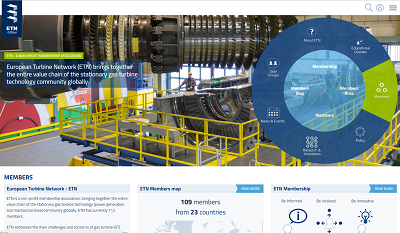 ETN
Global
ETN - A NON-PROFIT MEMBERSHIP ASSOCIATION
European Turbine Network (ETN) brings together
the entire value chain of the stationary gas turbine
technology community globally.
?
About ETN
Educational
Courses
User
Groups
Membership
Members
Map
Members
Area
Members
Members
News & Events
Policy
Research &
Innovation
MEMBERS
European Turbine Network - ETN
ETN is a non-profit membership association, bringing together the entire
value chain of the stationary gas turbine technology (power generation
and mechanical drive) community globally. ETN has currently 112
members.
ETN addresses the main challenges and concerns of gas turbine (GT)
ETN Members map
READ MORE
109 members
from 23 countries
ETN Membership
READ MORE
Be informed
Be involved
Be innovative